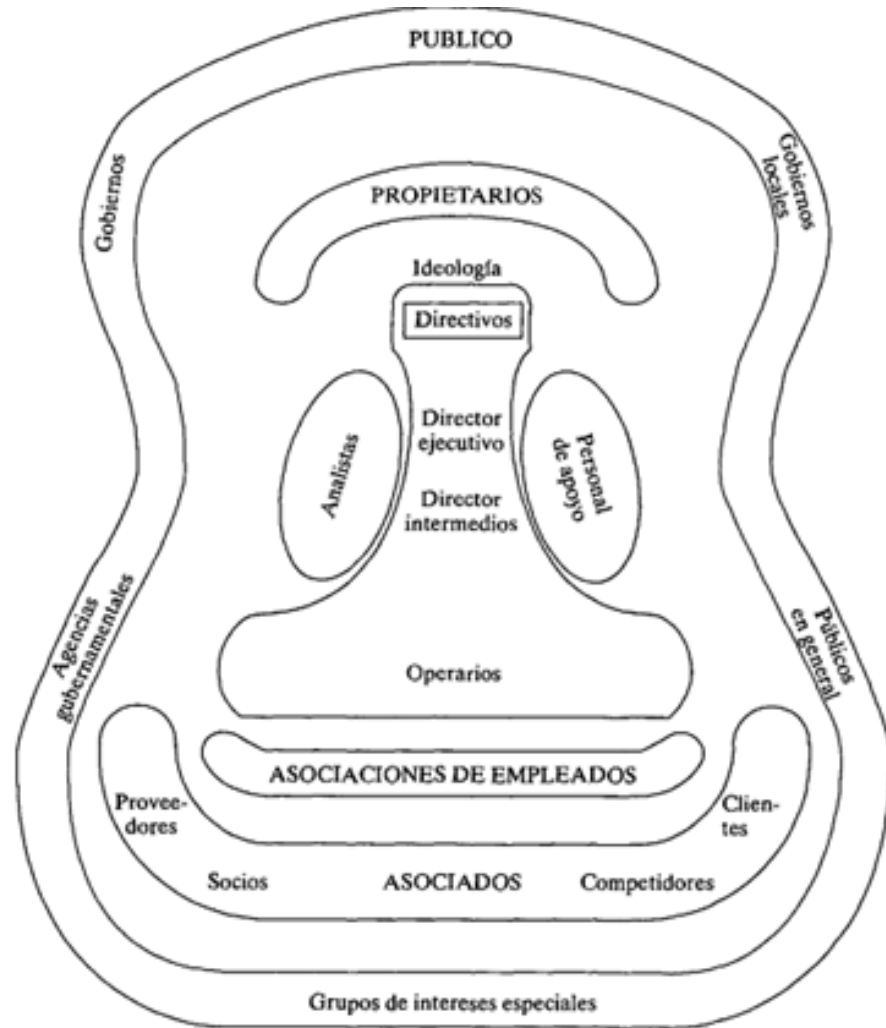 PUBLICO
Gobiernos
Gobiernos
locales
PROPIETARIOS
Ideología
Directivos
Director
ejecutivo
Analistas
Personal
de apoyo
Director
intermedios
Agencias
gubernamentales
Públicos
en general
Operarios
ASOCIACIONES DE EMPLEADOS
Provee-
dores
Clien-
tes
Socios
ASOCIADOS
Competidores
Grupos de intereses especiales